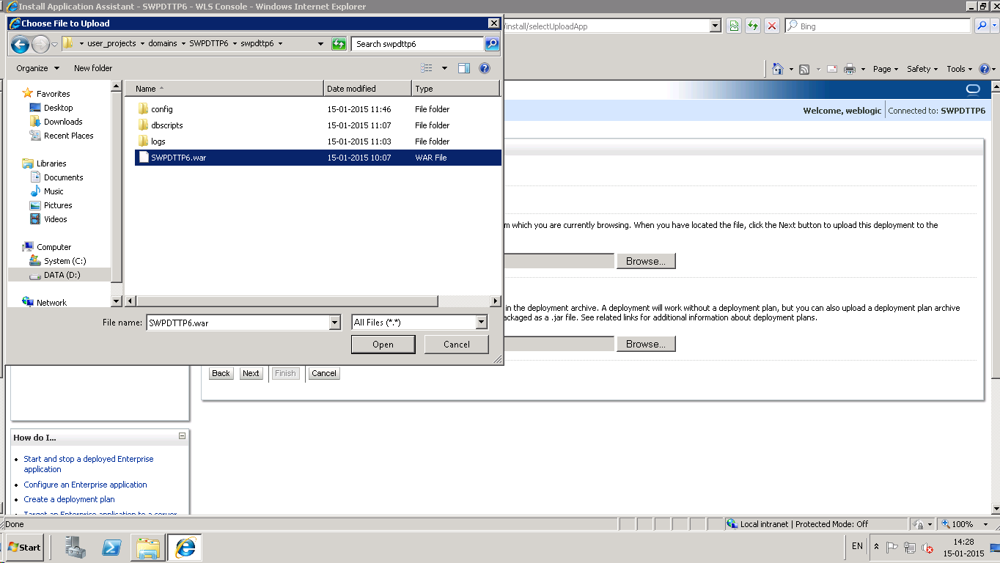 Install Application Assistant - SWPDTTP6 - WLS Console - Windows Internet Explorer
Choose File to Upload
user_projects domains SWPDTTP6 swpdttp6
Search swpdttp6
/install/selectUploadApp
Bing
Organize New folder
Page Safety Tools
Favorites
Desktop
Downloads
Recent Places
Libraries
Documents
Music
Pictures
Videos
Computer
System (C:)
DATA (D:)
Network
Name Date modified Type
config 15-01-2015 11:46 File folder
dbscripts 15-01-2015 11:07 File folder
logs 15-01-2015 11:03 File folder
SWPDTTP6.war 15-01-2015 10:07 WAR File
File name: SWPDTTP6.war All Files (*.*)
Open Cancel
Welcome, weblogic Connected to: SWPDTTP6
m which you are currently browsing. When you have located the file, click the Next button to upload this deployment to the
Browse...
in the deployment archive. A deployment will work without a deployment plan, but you can also upload a deployment plan archive
ackaged as a .jar file. See related links for additional information about deployment plans.
Browse...
Back Next Finish Cancel
How do I...
Start and stop a deployed Enterprise
application
Configure an Enterprise application
Create a deployment plan
Target an Enterprise application to a server
Done
Local intranet | Protected Mode: Off
100%
Start
EN
14:28
15-01-2015